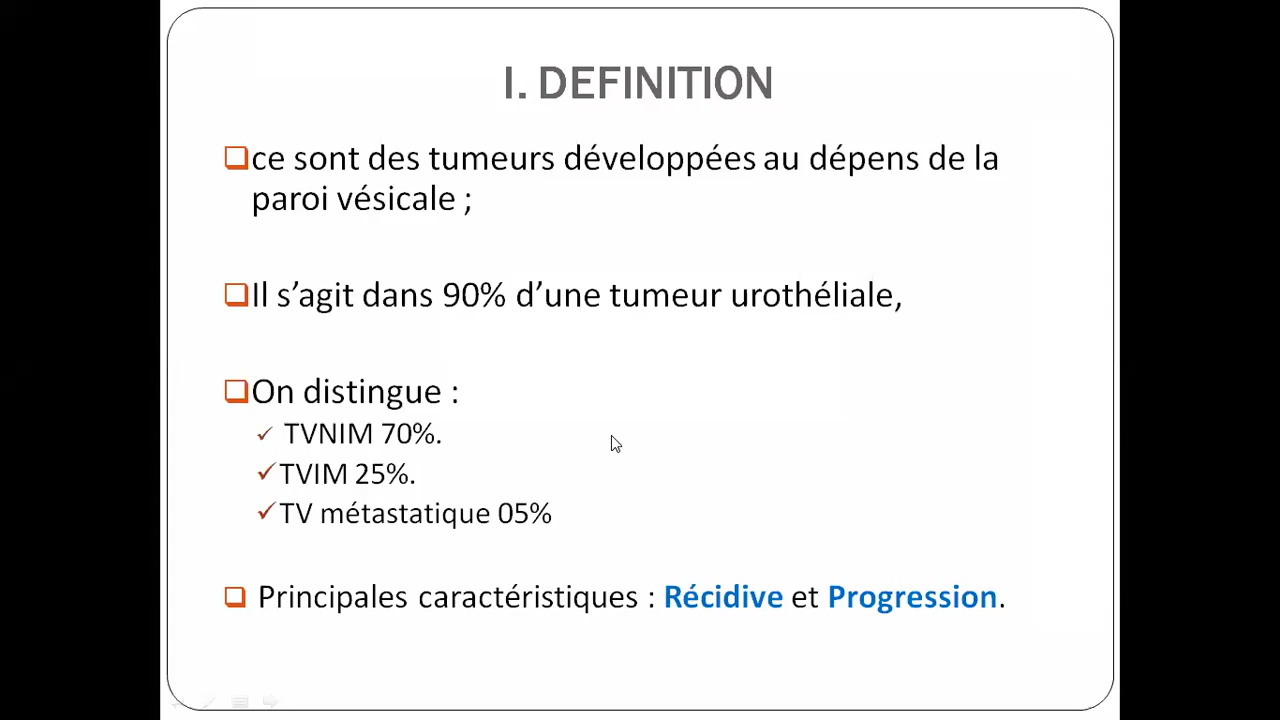 I. DEFINITION
ce sont des tumeurs développées au dépens de la
paroi vésicale ;
Il s’agit dans 90% d’une tumeur urothéliale,
On distingue :
TVNIM 70%.
TVIM 25%.
TV métastatique 05%
Principales caractéristiques : Récidive et Progression.